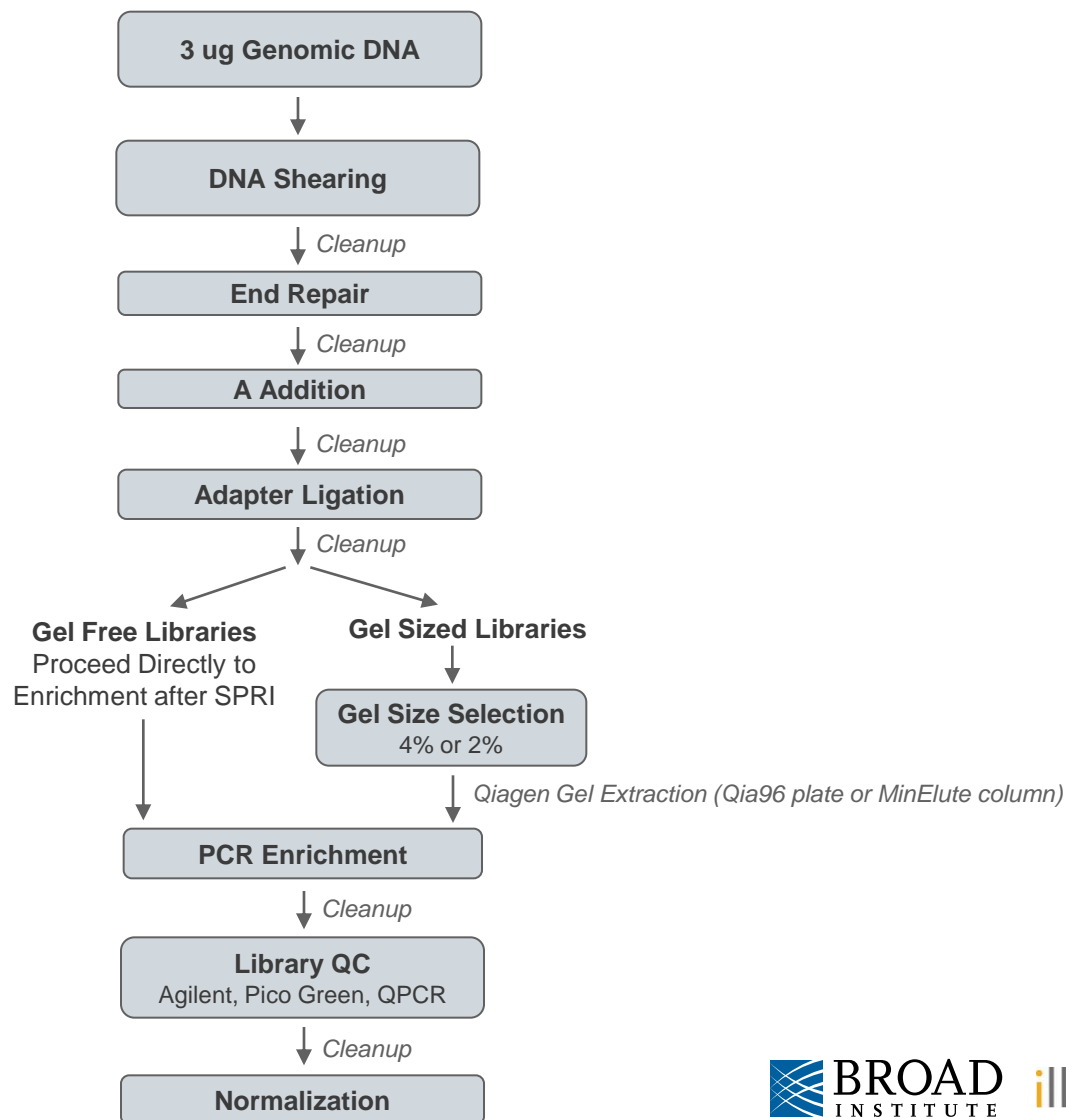 3 ug Genomic DNA
DNA Shearing
Cleanup
End Repair
Cleanup
A Addition
Cleanup
Adapter Ligation
Cleanup
Gel Free Libraries
Proceed Directly to
Enrichment after SPRI
Gel Sized Libraries
Gel Size Selection
4% or 2%
Qiagen Gel Extraction (Qia96 plate or MinElute column)
PCR Enrichment
Cleanup
Library QC
Agilent, Pico Green, QPCR
Cleanup
Normalization
BROAD
INSTITUTE